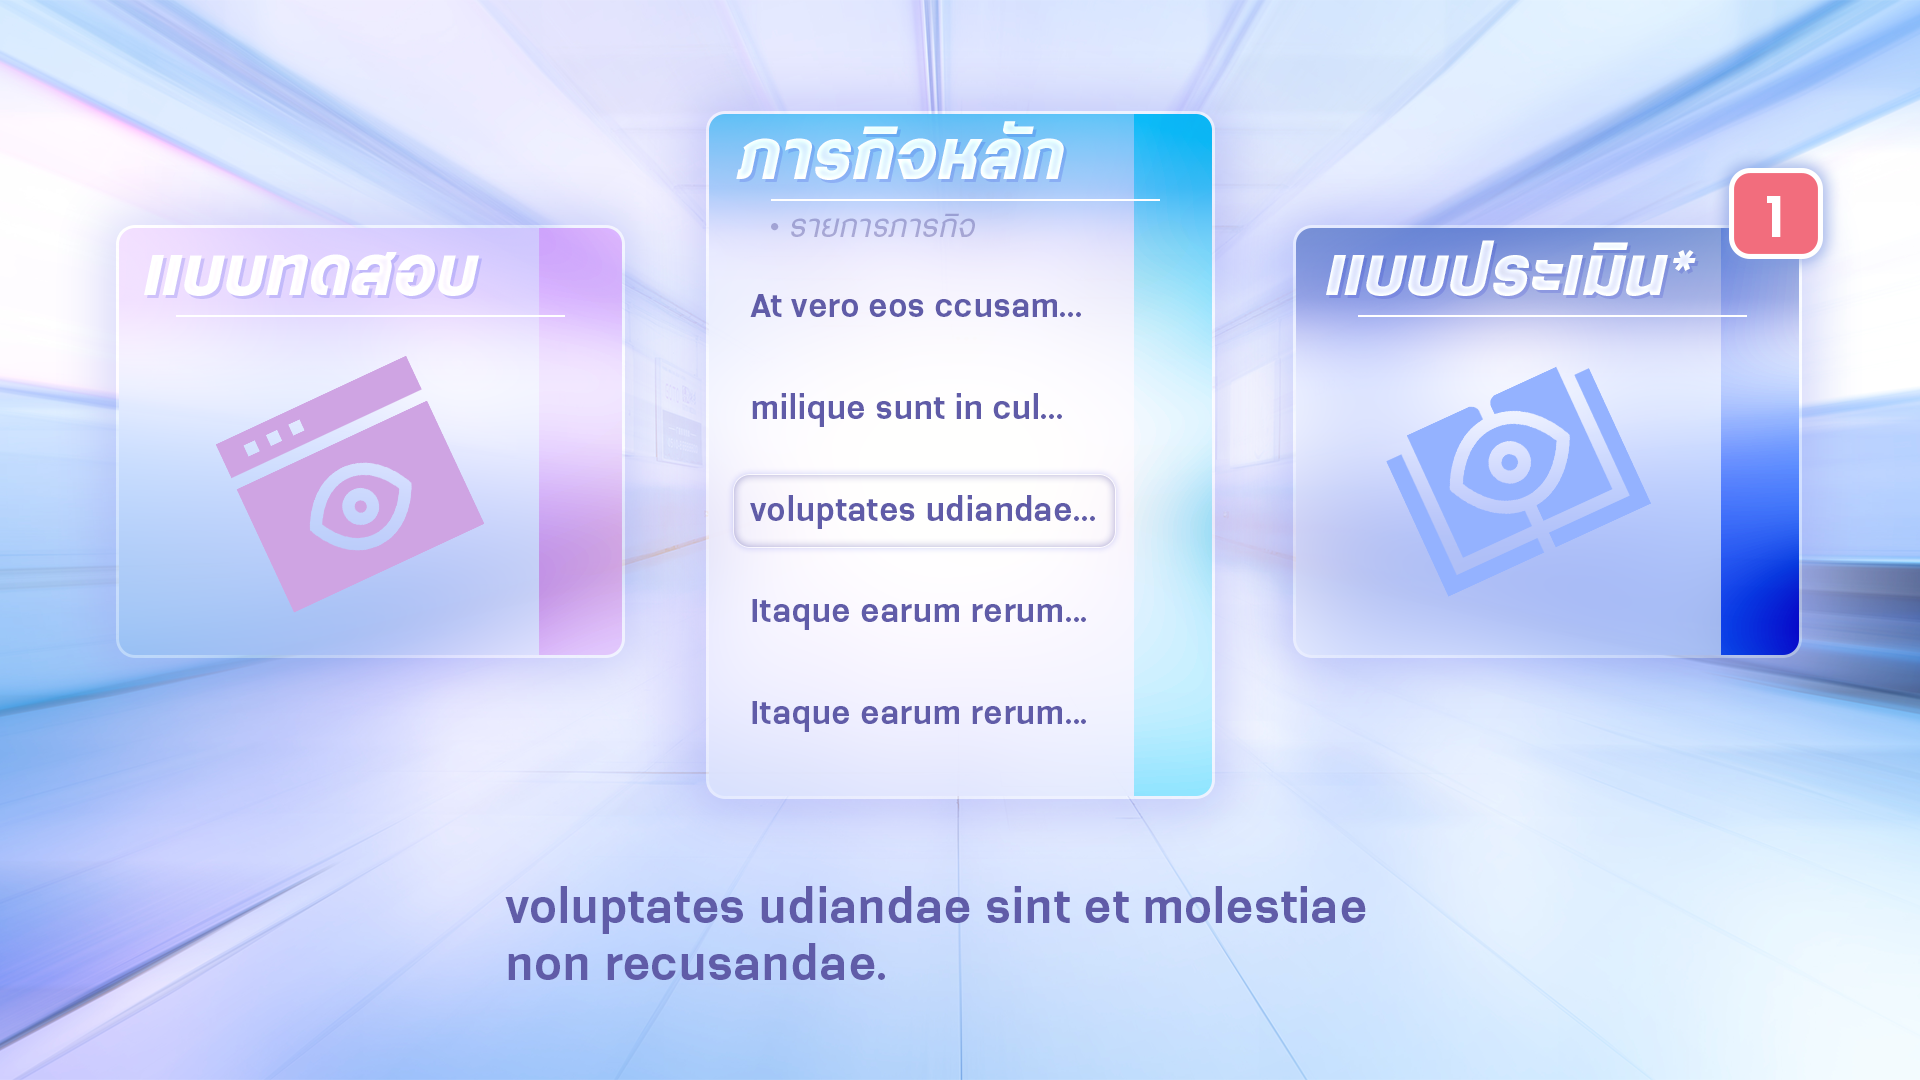 แบบทดสอบ
ภารกิจหลัก
• รายการภารกิจ
At vero eos ccusam...
milique sunt in cul...
voluptates udiandae...
Itaque earum rerum...
Itaque earum rerum...
แบบประเมิน*
1
voluptates udiandae sint et molestiae
non recusandae.